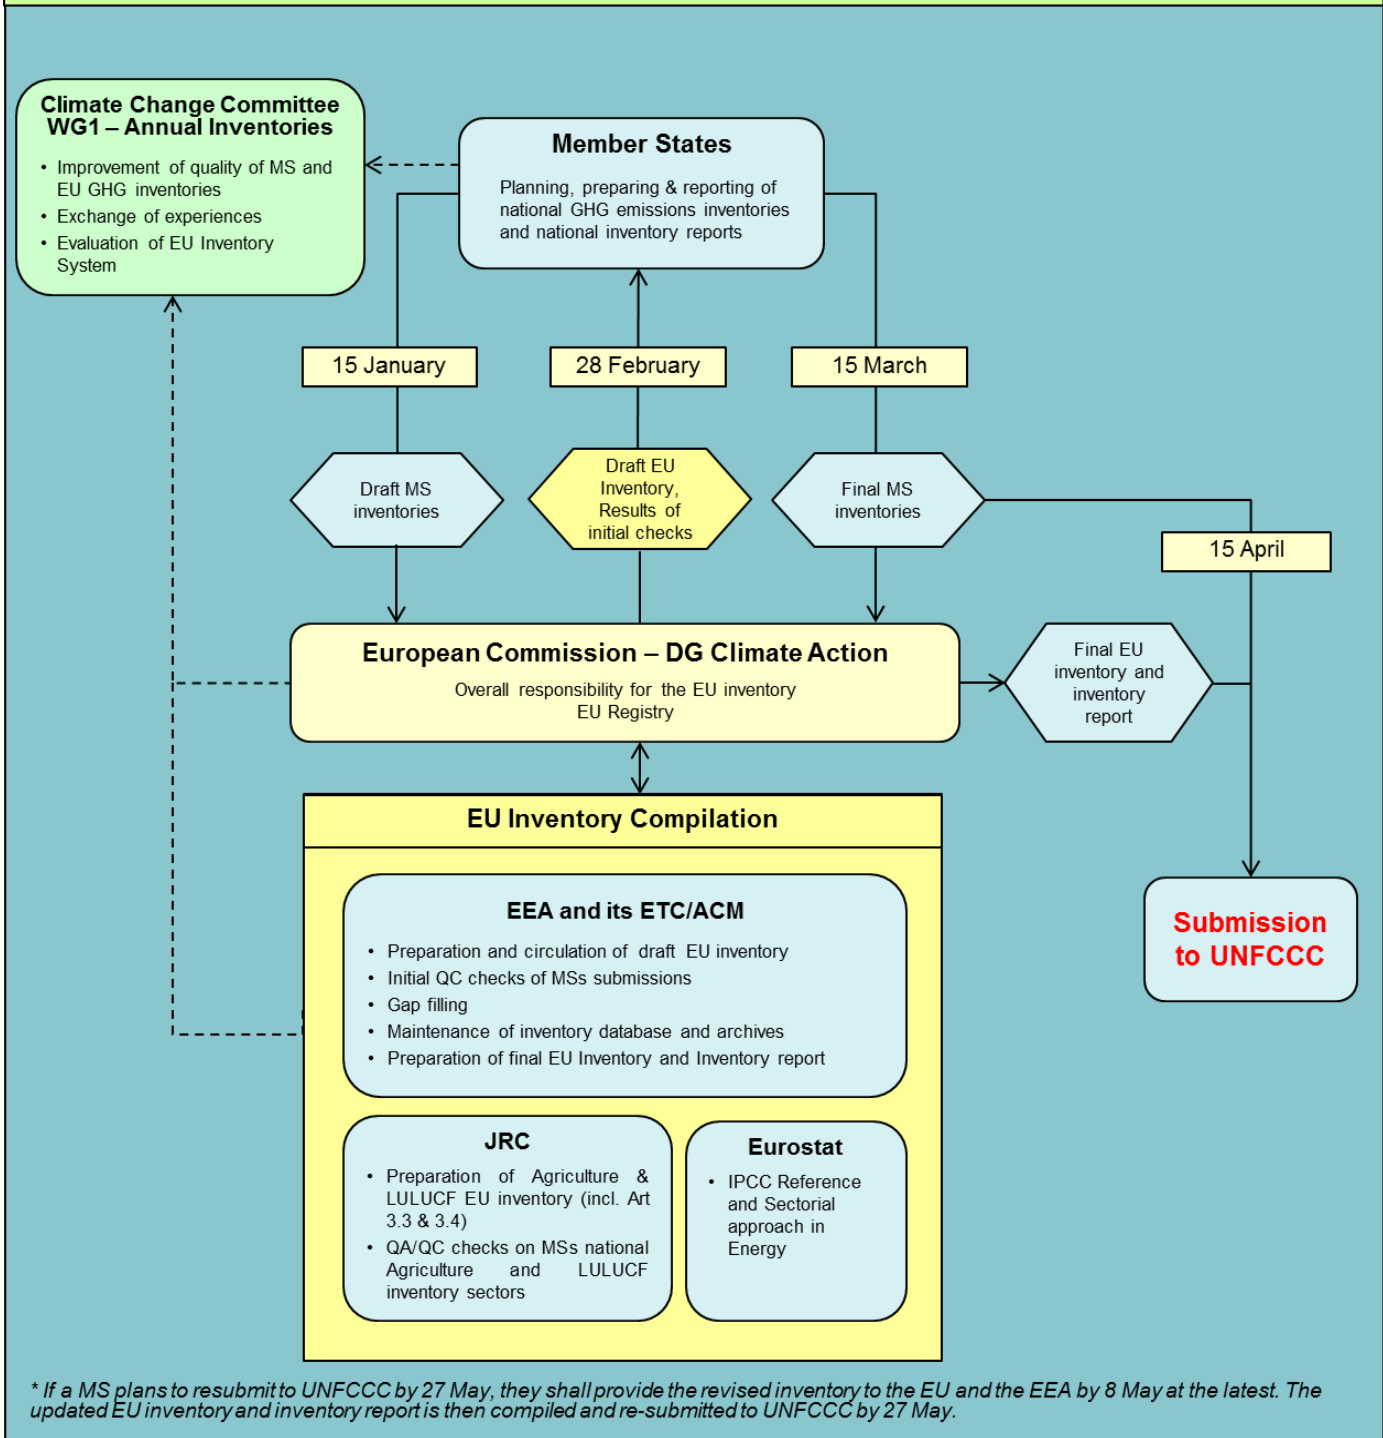 Climate Change Committee
WG1 – Annual Inventories
• Improvement of quality of MS and
EU GHG inventories
• Exchange of experiences
• Evaluation of EU Inventory
System
Member States
Planning, preparing & reporting of
national GHG emissions inventories
and national inventory reports
15 January
28 February
15 March
Draft MS
inventories
Draft EU
Inventory,
Results of
initial checks
Final MS
inventories
15 April
European Commission – DG Climate Action
Overall responsibility for the EU inventory
EU Registry
Final EU
inventory and
inventory
report
EU Inventory Compilation
EEA and its ETC/ACM
• Preparation and circulation of draft EU inventory
• Initial QC checks of MSs submissions
• Gap filling
• Maintenance of inventory database and archives
• Preparation of final EU Inventory and Inventory report
Submission
to UNFCCC
JRC
• Preparation of Agriculture &
LULUCF EU inventory (incl. Art
3.3 & 3.4)
• QA/QC checks on MSs national
Agriculture and LULUCF
inventory sectors
Eurostat
• IPCC Reference
and Sectorial
approach in
Energy
* If a MS plans to resubmit to UNFCCC by 27 May, they shall provide the revised inventory to the EU and the EEA by 8 May at the latest. The
updated EU inventory and inventory report is then compiled and re-submitted to UNFCCC by 27 May.